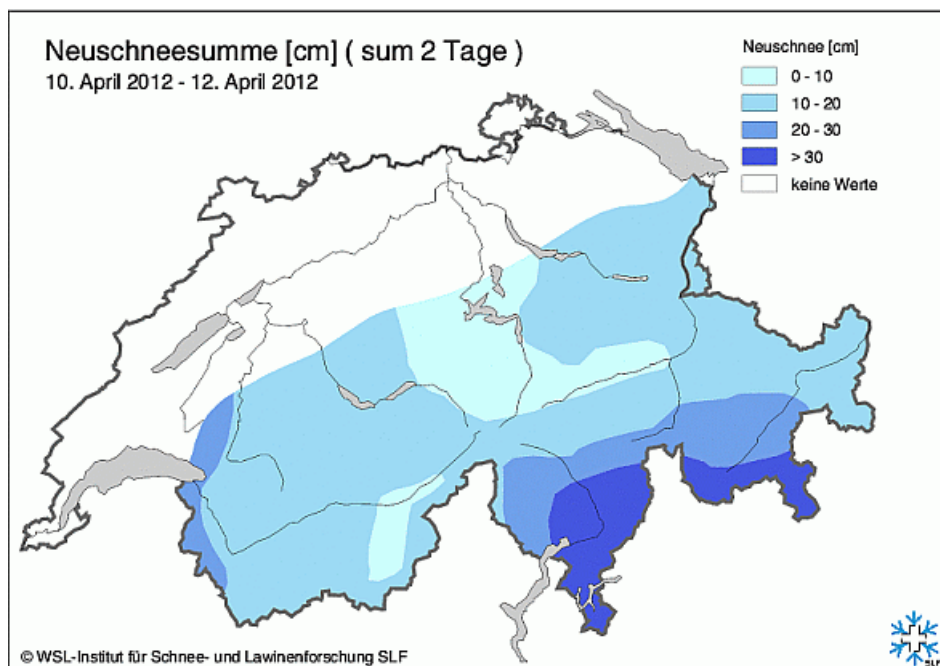 Neuschneesumme [cm] ( sum 2 Tage )
10. April 2012 - 12. April 2012
Neuschnee [cm]
0 - 10
10 - 20
20 - 30
> 30
keine Werte
© WSL-Institut für Schnee- und Lawinenforschung SLF